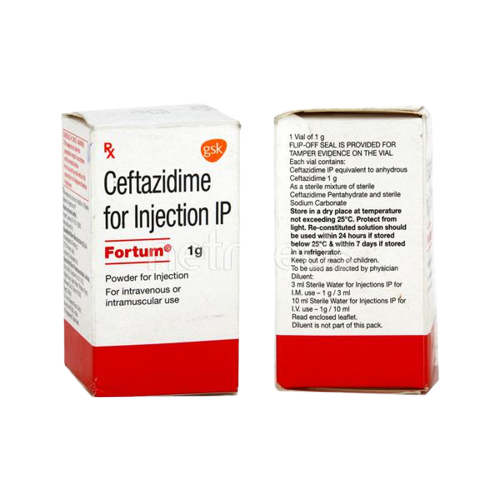 Rx
gsk
Ceftazidime
for Injection IP
Fortum® 1g
Powder for Injection
For intravenous or
intramuscular use
1 Vial of 1 g
FLIP-OFF SEAL IS PROVIDED FOR
TAMPER EVIDENCE ON THE VIAL
Each vial contains:
Ceftazidime IP equivalent to anhydrous
Ceftazidime 1 g
As a sterile mixture of sterile
Ceftazidime Pentahydrate and sterile
Sodium Carbonate
Store in a dry place at temperature
not exceeding 25°C. Protect from
light. Re-constituted solution should
be used within 24 hours if stored
below 25°C & within 7 days if stored
in a refrigerator.
Keep out of reach of children.
To be used as directed by physician
Diluent:
3 ml Sterile Water for Injections IP for
I.M. use – 1 g / 3 ml
10 ml Sterile Water for Injections IP for
I.V. use – 1g / 10 ml
Read enclosed leaflet.
Diluent is not part of this pack.